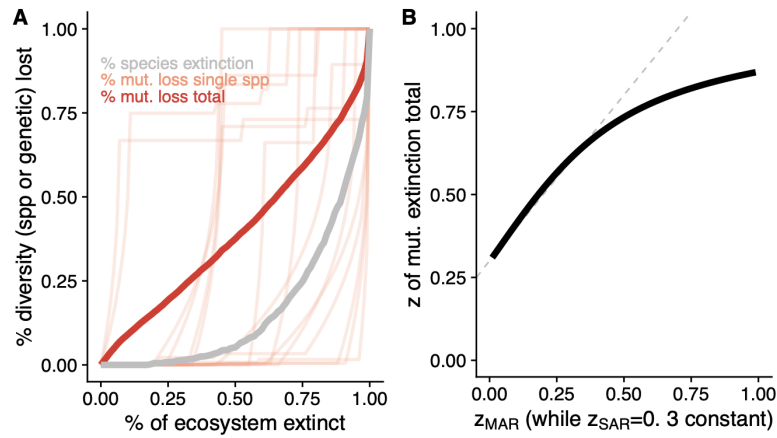 A
% diversity (spp or genetic) lost
1.00
0.75
0.50
0.25
0.00
% species extinction
% mut. loss single spp
% mut. loss total
0.00 0.25 0.50 0.75 1.00
% of ecosystem extinct
B
z of mut. extinction total
1.00
0.75
0.50
0.25
0.00
0.00 0.25 0.50 0.75 1.00
zMAR (while zSAR=0. 3 constant)